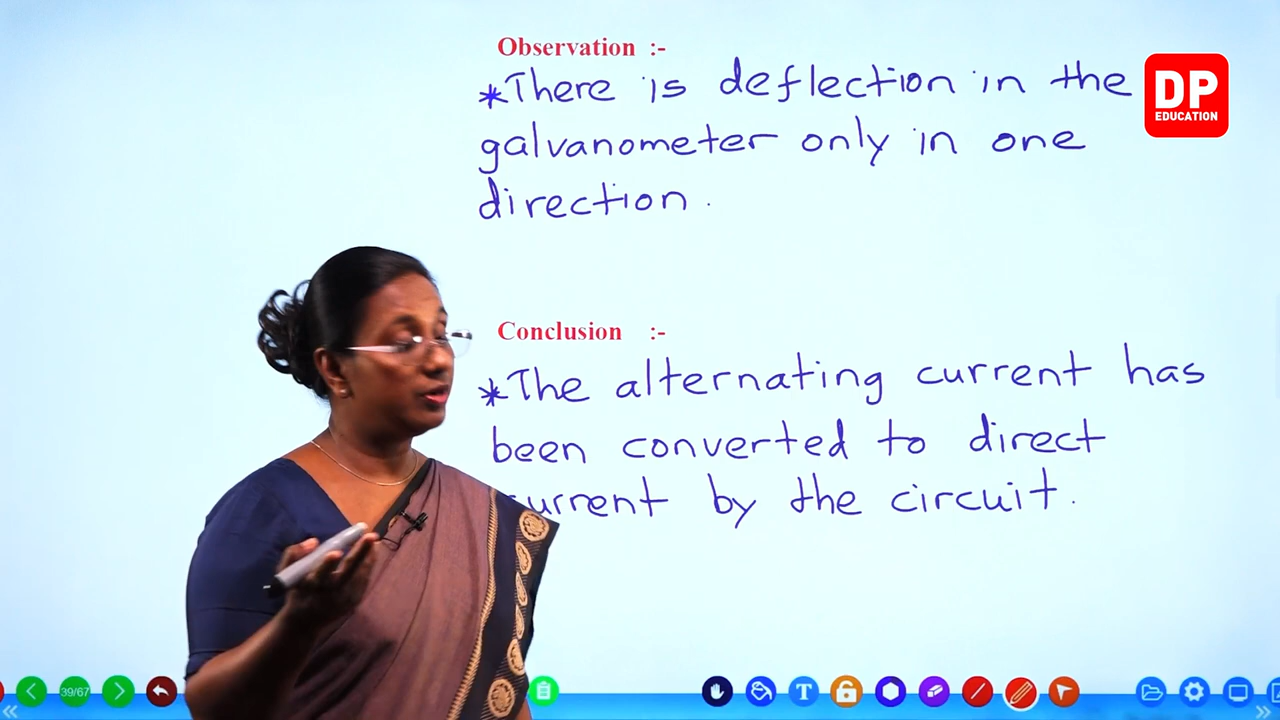 Observation :-
*There is deflection in the
galvanometer only in one
direction.
DP
EDUCATION
Conclusion :-
*The alternating current has
been converted to direct
current by the circuit.
39/67
T